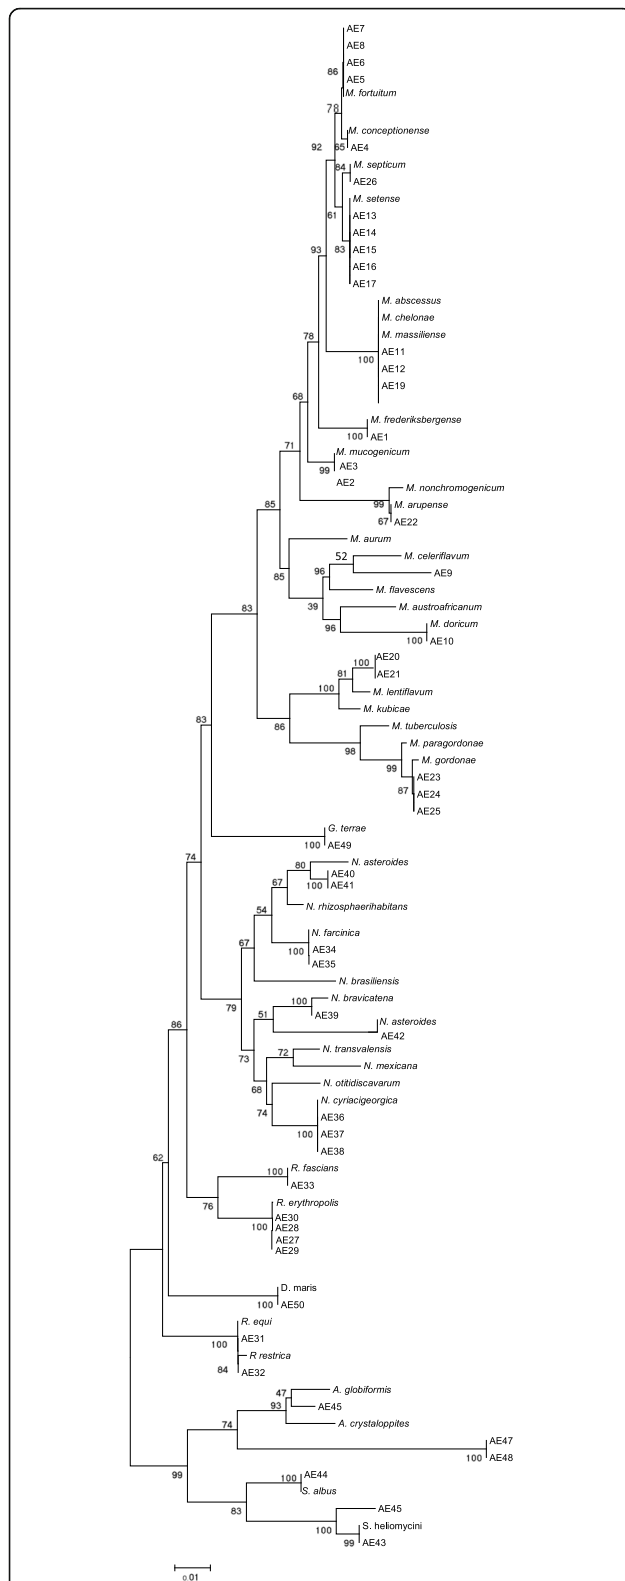 AE7
AE8
AE6
86
AE5
M. fortuitum
78
M. conceptionense
92
65
AE4
M. septicum
84
AE26
M. setense
61
AE13
AE14
93
83
AE15
AE16
AE17
M. abscessus
M. chelonae
78
M. massiliense
AE11
100
AE12
AE19
68
M. frederiksbergense
100
AE1
71
M. mucogenicum
99
AE3
AE2
M. nonchromogenicum
85
99
M. arupense
67
AE22
M. aurum
52
M. celeriflavum
85
96
AE9
M. flavescens
83
39
M. austroafricanum
96
M. doricum
100
AE10
AE20
100
AE21
81
100
M. lentiflavum
M. kubicae
83
86
M. tuberculosis
98
M. paragordonae
99
M. gordonae
AE23
87
AE24
AE25
G. terrae
100
AE49
74
N. asteroides
80
AE40
67
100
AE41
N. rhizosphaerihabitans
54
N. farcinica
67
100
AE34
AE35
N. brasiliensis
79
N. bravicatena
100
51
AE39
N. asteroides
86
AE42
73
N. transvalensis
72
N. mexicana
68
N. otitidiscavarum
74
N. cyriacigeorgica
AE36
100
AE37
AE38
62
R. fascians
100
AE33
76
R. erythropolis
AE30
100
AE28
AE27
AE29
D. maris
100
AE50
R. equi
100
AE31
R restrica
84
AE32
A. globiformis
47
93
AE45
74
A. crystaloppites
AE47
100
AE48
99
AE44
100
S. albus
83
AE45
100
S. heliomycini
99
AE43
0.01